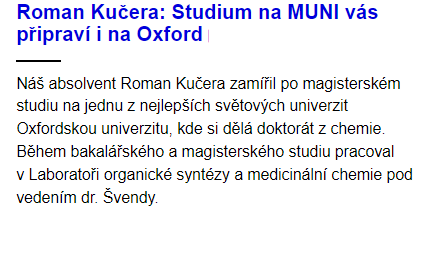 Roman Kučera: Studium na MUNI vás
připraví i na Oxford
Náš absolvent Roman Kučera zamířil po magisterském
studiu na jednu z nejlepších světových univerzit
Oxfordskou univerzitu, kde si dělá doktorát z chemie.
Během bakalářského a magisterského studiu pracoval
v Laboratoři organické syntézy a medicinální chemie pod
vedením dr. Švendy.